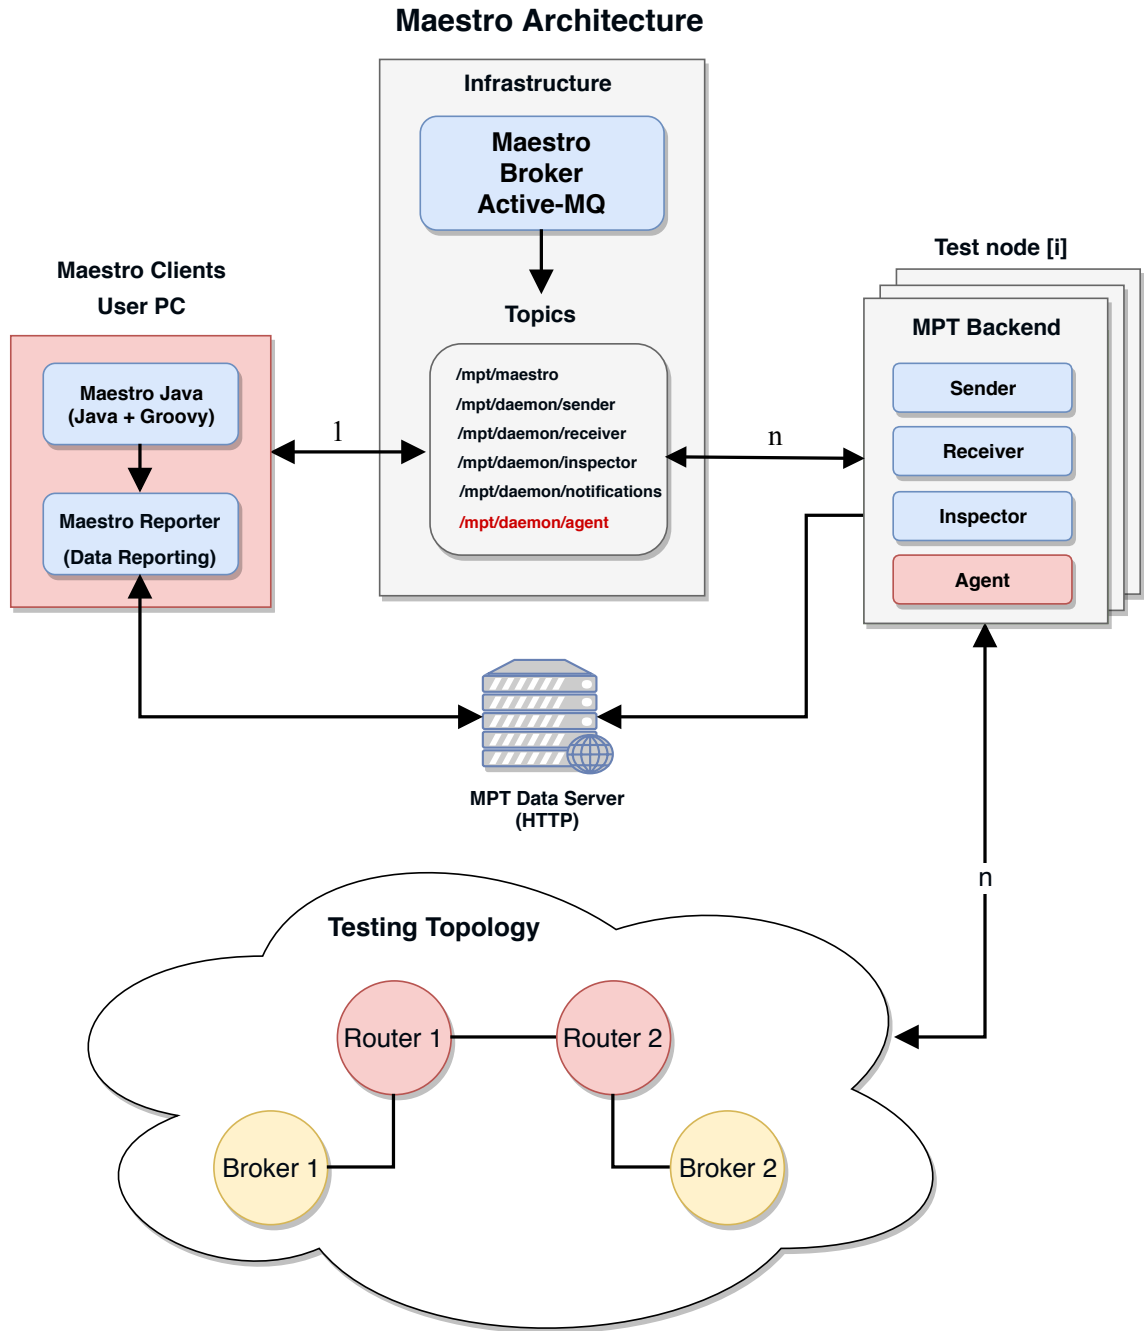 Maestro Architecture
Infrastructure
Maestro
Broker
Active-MQ
Topics
/mpt/maestro
/mpt/daemon/sender
/mpt/daemon/receiver
/mpt/daemon/inspector
/mpt/daemon/notifications
/mpt/daemon/agent
Maestro Clients
User PC
Maestro Java
(Java + Groovy)
Maestro Reporter
(Data Reporting)
1
n
Test node [i]
MPT Backend
Sender
Receiver
Inspector
Agent
MPT Data Server
(HTTP)
n
Testing Topology
Router 1
Router 2
Broker 1
Broker 2